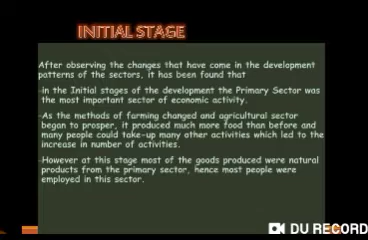 INITIAL STAGE
After observing the changes that have come in the development
patterns of the sectors, it has been found that
-in the Initial stages of the development the Primary Sector was
the most important sector of economic activity.
-As the methods of farming changed and agricultural sector
began to prosper, it produced much more food than before and
many people could take-up many other activities which led to the
increase in number of activities.
-However at this stage most of the goods produced were natural
products from the primary sector, hence most people were
employed in this sector.
DU RECORD